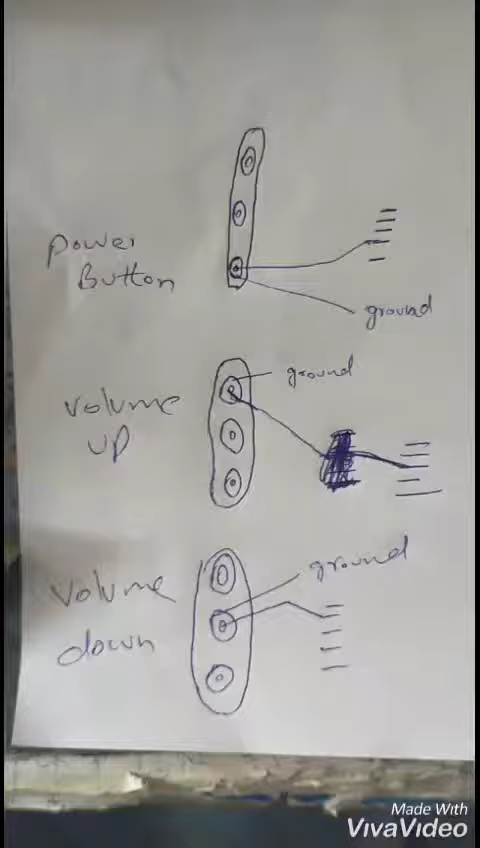 Power
Button
ground
ground
Volume
up
ground
Volume
down
Made With
VivaVideo